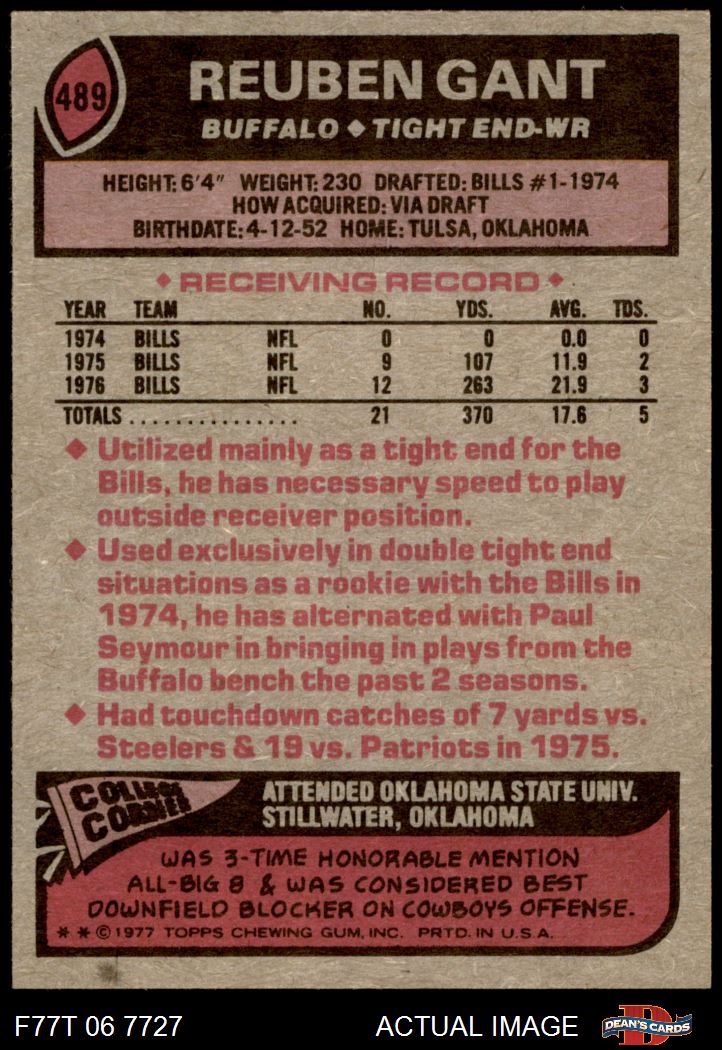 489
REUBEN GANT
BUFFALO ◆ TIGHT END-WR
HEIGHT: 6'4" WEIGHT: 230 DRAFTED: BILLS #1-1974
HOW ACQUIRED: VIA DRAFT
BIRTHDATE: 4-12-52 HOME: TULSA, OKLAHOMA
◆ RECEIVING RECORD ◆
YEAR TEAM NO. YDS. AVG. TDS.
1974 BILLS NFL 0 0 0.0 0
1975 BILLS NFL 9 107 11.9 2
1976 BILLS NFL 12 263 21.9 3
TOTALS . . . . . . . . . . . . . . . 21 370 17.6 5
◆ Utilized mainly as a tight end for the
Bills, he has necessary speed to play
outside receiver position.
◆ Used exclusively in double tight end
situations as a rookie with the Bills in
1974, he has alternated with Paul
Seymour in bringing in plays from the
Buffalo bench the past 2 seasons.
◆ Had touchdown catches of 7 yards vs.
Steelers & 19 vs. Patriots in 1975.
COLLEGE
CORNER
ATTENDED OKLAHOMA STATE UNIV.
STILLWATER, OKLAHOMA
WAS 3-TIME HONORABLE MENTION
ALL-BIG 8 & WAS CONSIDERED BEST
DOWNFIELD BLOCKER ON COWBOYS OFFENSE.
* * © 1977 TOPPS CHEWING GUM, INC. PRTD. IN U.S.A.
F77T 06 7727 ACTUAL IMAGE DEAN'S CARDS